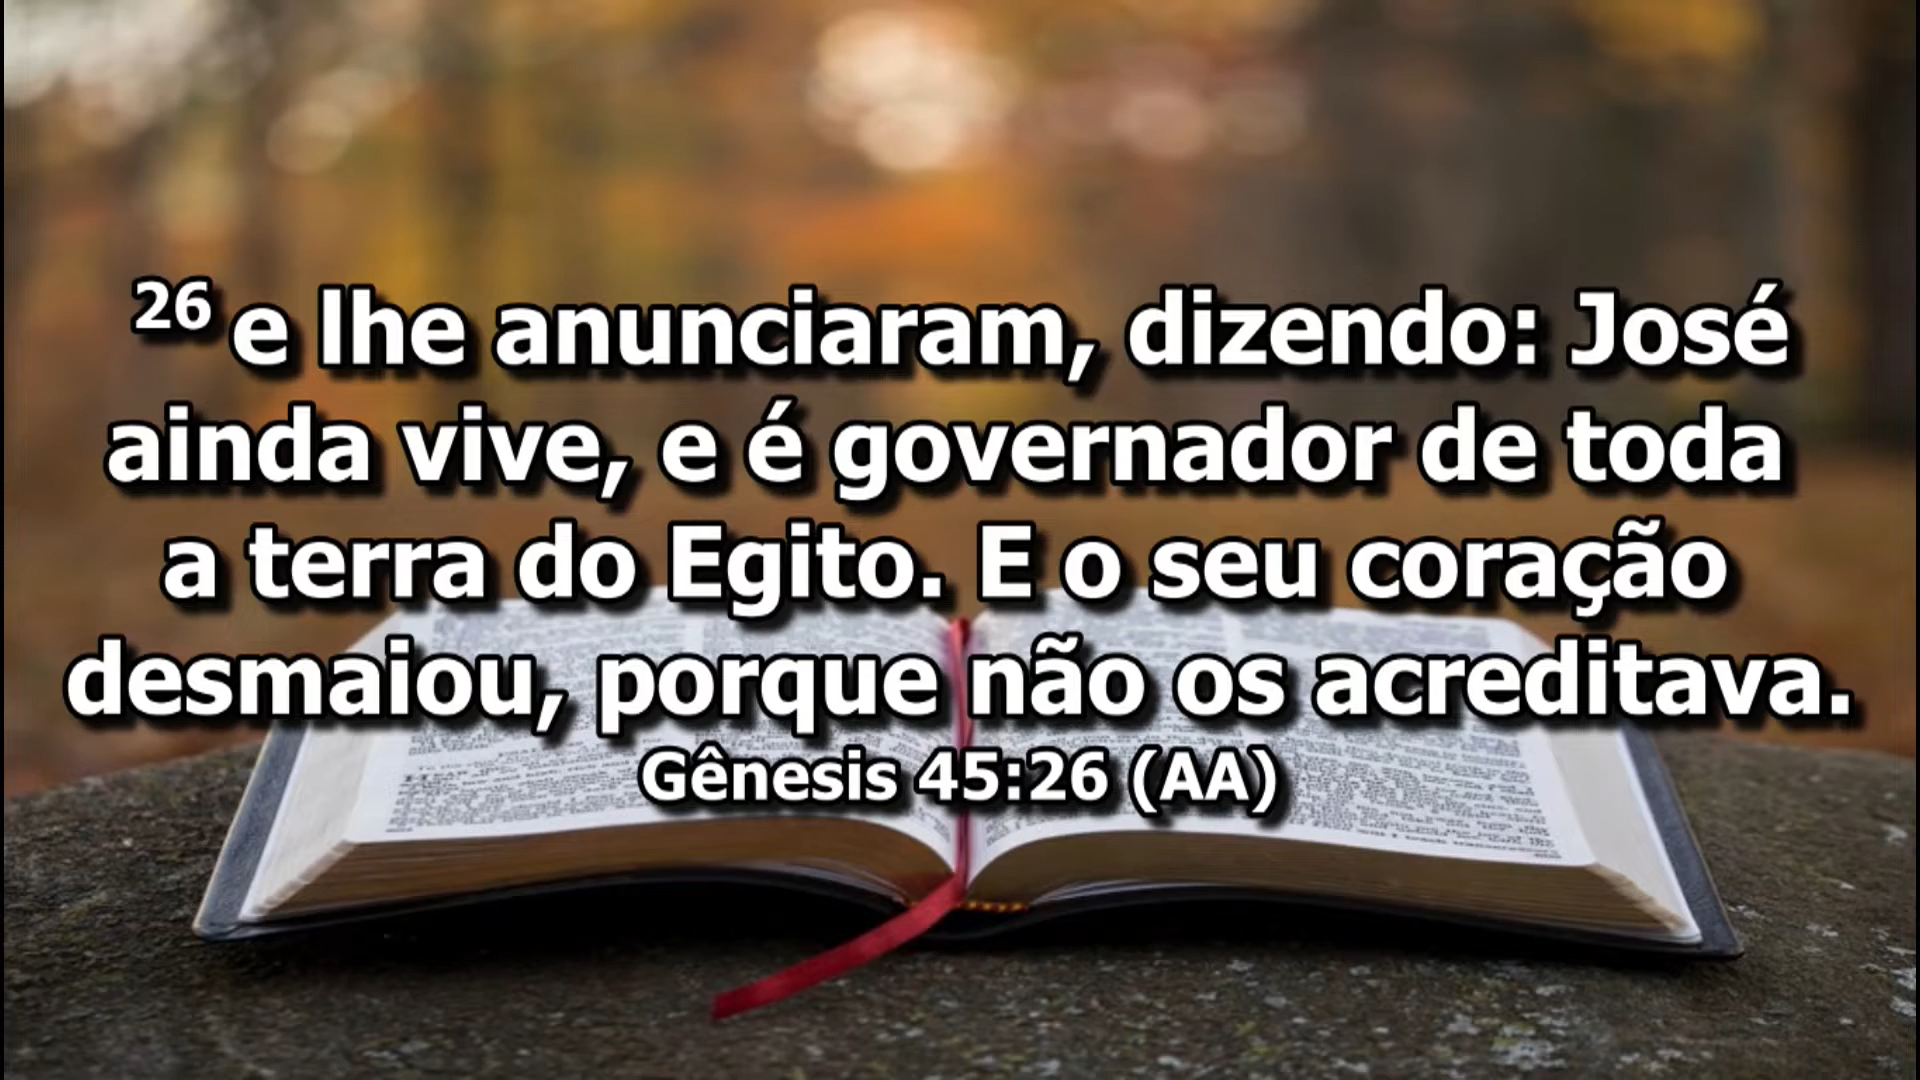 26 e lhe anunciaram, dizendo: José
ainda vive, e é governador de toda
a terra do Egito. E o seu coração
desmaiou, porque não os acreditava.
Gênesis 45:26 (AA)